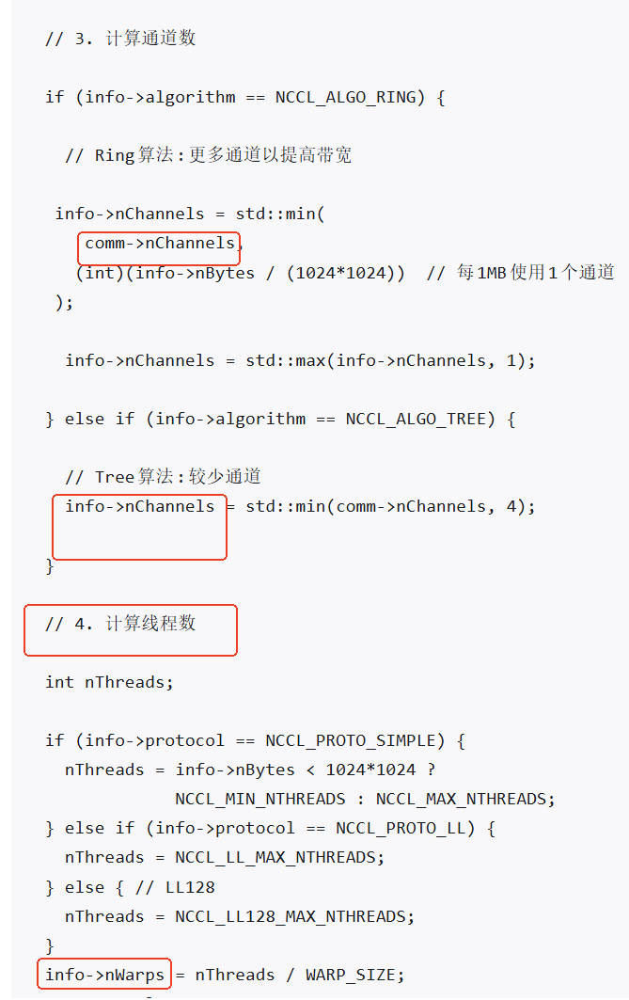 // 3. 计算通道数
if (info->algorithm == NCCL_ALGO_RING) {
// Ring算法:更多通道以提高带宽
info->nChannels = std::min(
comm->nChannels,
(int)(info->nBytes / (1024*1024))  // 每1MB使用1个通道
);
info->nChannels = std::max(info->nChannels, 1);
} else if (info->algorithm == NCCL_ALGO_TREE) {
// Tree算法:较少通道
info->nChannels = std::min(comm->nChannels, 4);
}
// 4. 计算线程数
int nThreads;
if (info->protocol == NCCL_PROTO_SIMPLE) {
nThreads = info->nBytes < 1024*1024 ?
NCCL_MIN_NTHREADS : NCCL_MAX_NTHREADS;
} else if (info->protocol == NCCL_PROTO_LL) {
nThreads = NCCL_LL_MAX_NTHREADS;
} else { // LL128
nThreads = NCCL_LL128_MAX_NTHREADS;
}
info->nWarps = nThreads / WARP_SIZE;